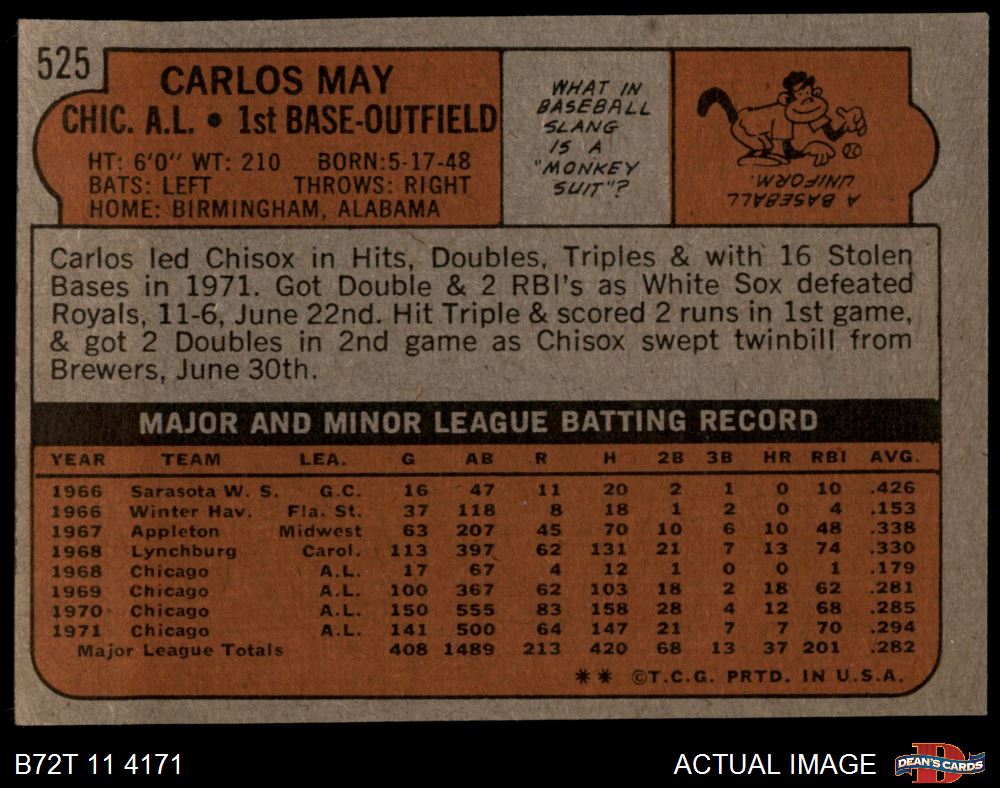 525
CARLOS MAY
CHIC. A.L. • 1st BASE-OUTFIELD
HT: 6'0" WT: 210 BORN:5-17-48
BATS: LEFT THROWS: RIGHT
HOME: BIRMINGHAM, ALABAMA
WHAT IN
BASEBALL
SLANG
IS A
"MONKEY
SUIT"?
A BASEBALL
UNIFORM.
Carlos led Chisox in Hits, Doubles, Triples & with 16 Stolen
Bases in 1971. Got Double & 2 RBI's as White Sox defeated
Royals, 11-6, June 22nd. Hit Triple & scored 2 runs in 1st game,
& got 2 Doubles in 2nd game as Chisox swept twinbill from
Brewers, June 30th.
MAJOR AND MINOR LEAGUE BATTING RECORD
YEAR TEAM LEA. G AB R H 2B 3B HR RBI AVG.
1966 Sarasota W. S. G.C. 16 47 11 20 2 1 0 10 .426
1966 Winter Hav. Fla. St. 37 118 8 18 1 2 0 4 .153
1967 Appleton Midwest 63 207 45 70 10 6 10 48 .338
1968 Lynchburg Carol. 113 397 62 131 21 7 13 74 .330
1968 Chicago A.L. 17 67 4 12 1 0 0 1 .179
1969 Chicago A.L. 100 367 62 103 18 2 18 62 .281
1970 Chicago A.L. 150 555 83 158 28 4 12 68 .285
1971 Chicago A.L. 141 500 64 147 21 7 7 70 .294
Major League Totals 408 1489 213 420 68 13 37 201 .282
** ©T.C.G. PRTD. IN U.S.A.
B72T 11 4171
ACTUAL IMAGE
D
DEAN'S CARDS